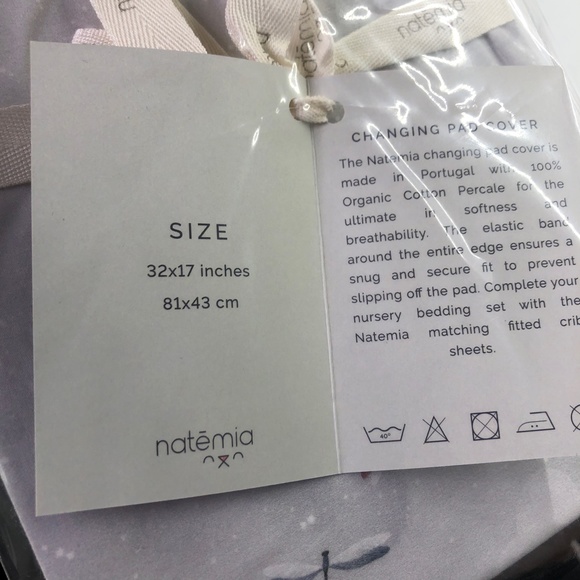 natēmia
natēmia
SIZE
32x17 inches
81x43 cm
natēmia
CHANGING PAD COVER
The Natemia changing pad cover is
made in Portugal with 100%
Organic Cotton Percale for the
ultimate in softness and
breathability. The elastic band
around the entire edge ensures a
snug and secure fit to prevent
slipping off the pad. Complete your
nursery bedding set with the
Natemia matching fitted crib
sheets.
40°